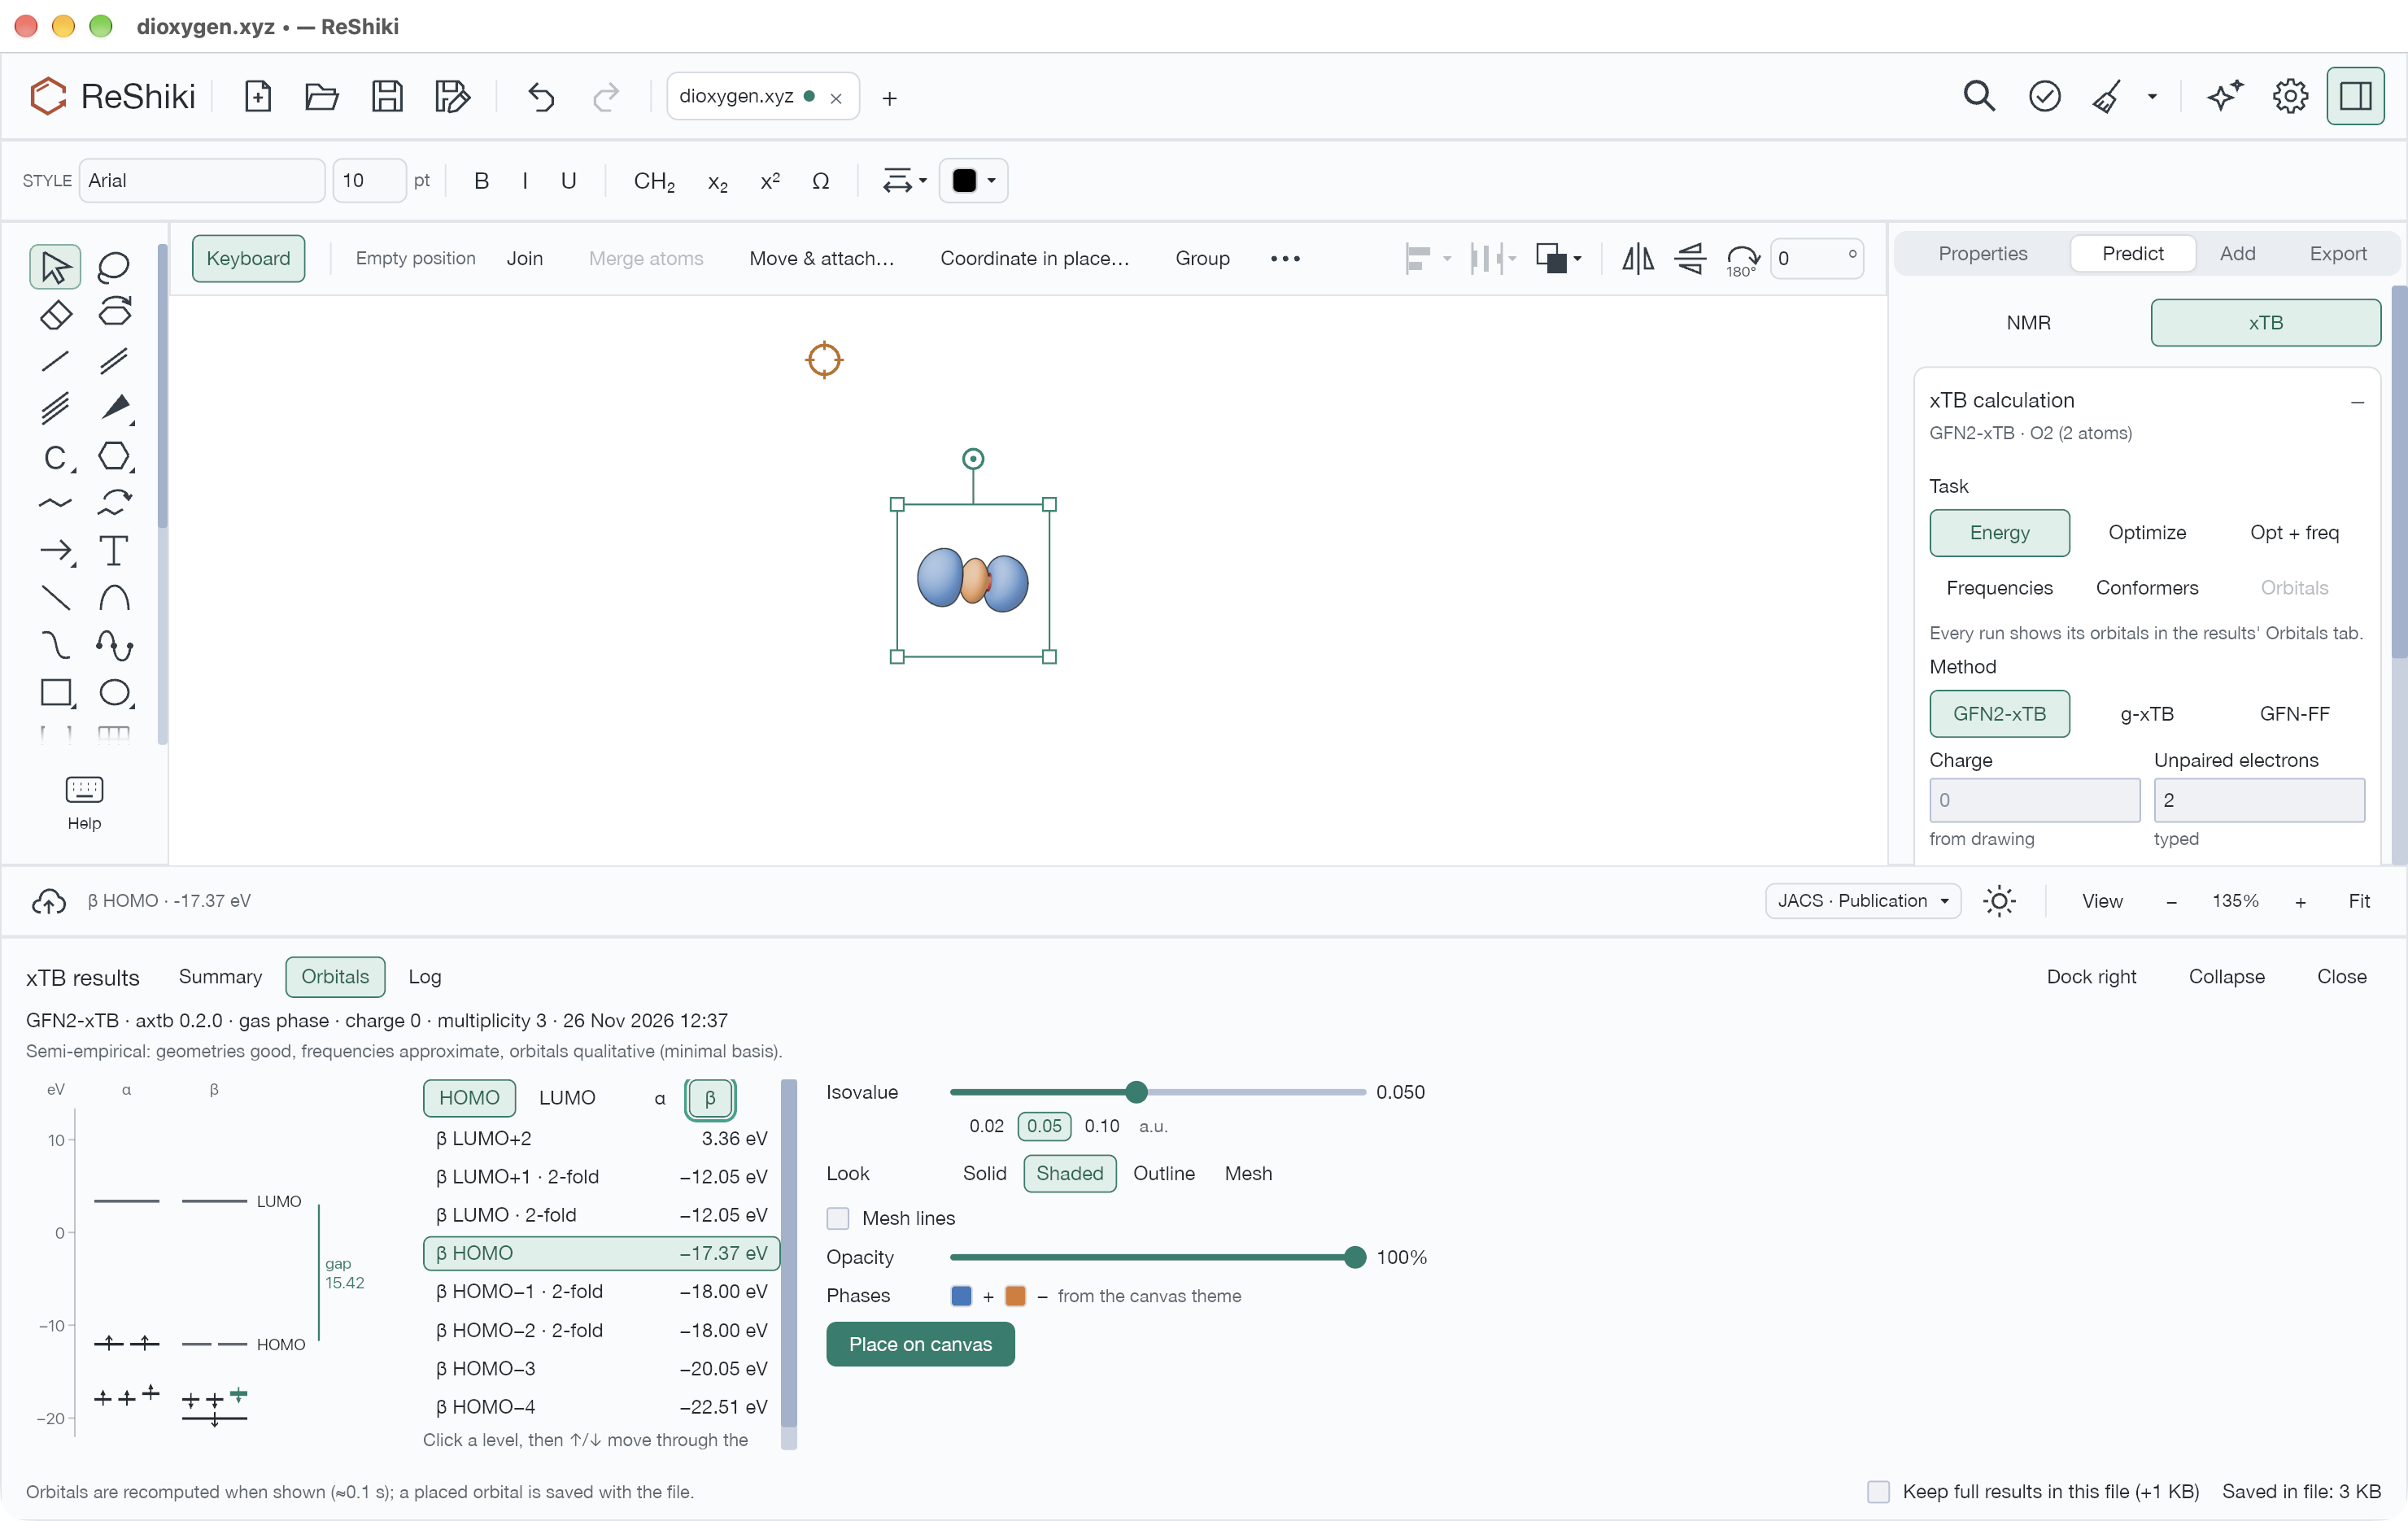 dioxygen.xyz • — ReShiki
ReShiki
dioxygen.xyz
STYLE Arial 10 pt B I U CH₂ x₂ x² Ω
Keyboard Empty position Join Merge atoms Move & attach... Coordinate in place... Group 180° 0 °
Properties Predict Add Export
NMR xTB
xTB calculation
GFN2-xTB · O2 (2 atoms)
Task
Energy Optimize Opt + freq
Frequencies Conformers Orbitals
Every run shows its orbitals in the results' Orbitals tab.
Method
GFN2-xTB g-xTB GFN-FF
Charge Unpaired electrons
0 2
from drawing typed
C
T
Help
β HOMO · -17.37 eV
JACS · Publication View − 135% + Fit
xTB results Summary Orbitals Log Dock right Collapse Close
GFN2-xTB · axtb 0.2.0 · gas phase · charge 0 · multiplicity 3 · 26 Nov 2026 12:37
Semi-empirical: geometries good, frequencies approximate, orbitals qualitative (minimal basis).
eV α β
10
0
−10
−20
LUMO
gap
15.42
HOMO
HOMO LUMO α β
β LUMO+2 3.36 eV
β LUMO+1 · 2-fold −12.05 eV
β LUMO · 2-fold −12.05 eV
β HOMO −17.37 eV
β HOMO−1 · 2-fold −18.00 eV
β HOMO−2 · 2-fold −18.00 eV
β HOMO−3 −20.05 eV
β HOMO−4 −22.51 eV
Click a level, then ↑/↓ move through the
Isovalue 0.050
0.02 0.05 0.10 a.u.
Look Solid Shaded Outline Mesh
Mesh lines
Opacity 100%
Phases + − from the canvas theme
Place on canvas
Orbitals are recomputed when shown (≈0.1 s); a placed orbital is saved with the file.
Keep full results in this file (+1 KB) Saved in file: 3 KB